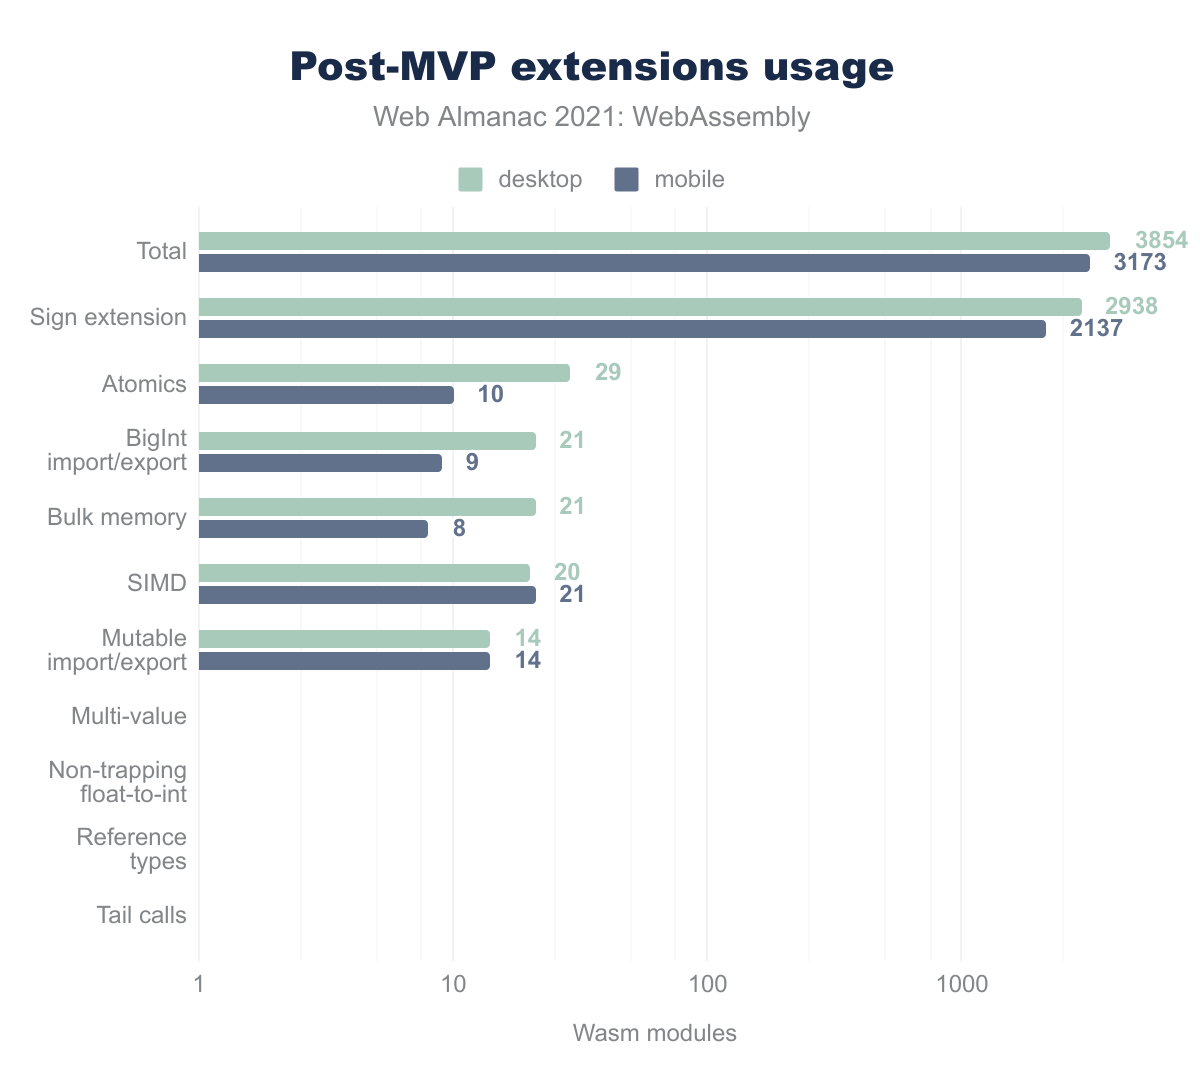 Post-MVP extensions usage
Web Almanac 2021: WebAssembly
desktop mobile
Total 3854
3173
Sign extension 2938
2137
Atomics 29
10
BigInt 21
import/export 9
Bulk memory 21
8
SIMD 20
21
Mutable 14
import/export 14
Multi-value
Non-trapping
float-to-int
Reference
types
Tail calls
1 10 100 1000
Wasm modules